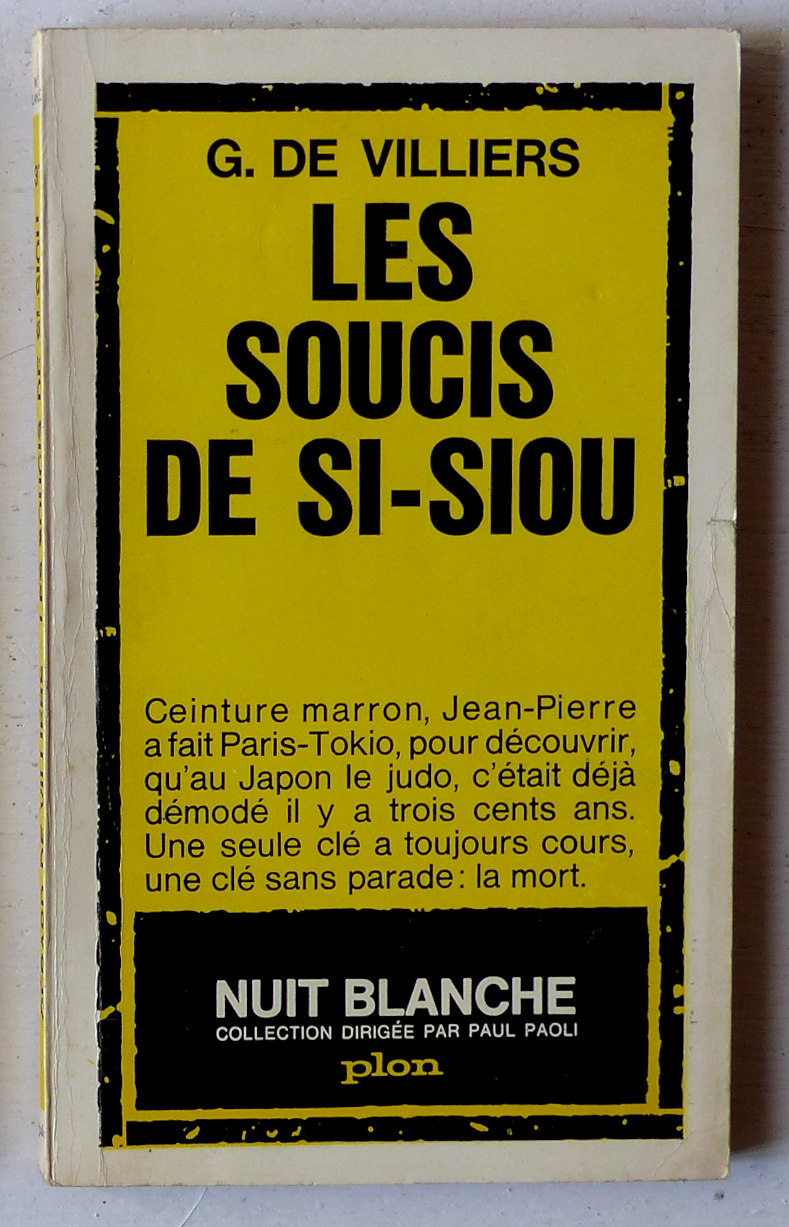 G. DE VILLIERS
LES
SOUCIS
DE SI-SIOU
Ceinture marron, Jean-Pierre
a fait Paris-Tokio, pour découvrir,
qu'au Japon le judo, c'était déjà
démodé il y a trois cents ans.
Une seule clé a toujours cours,
une clé sans parade : la mort.
NUIT BLANCHE
COLLECTION DIRIGÉE PAR PAUL PAOLI
plon